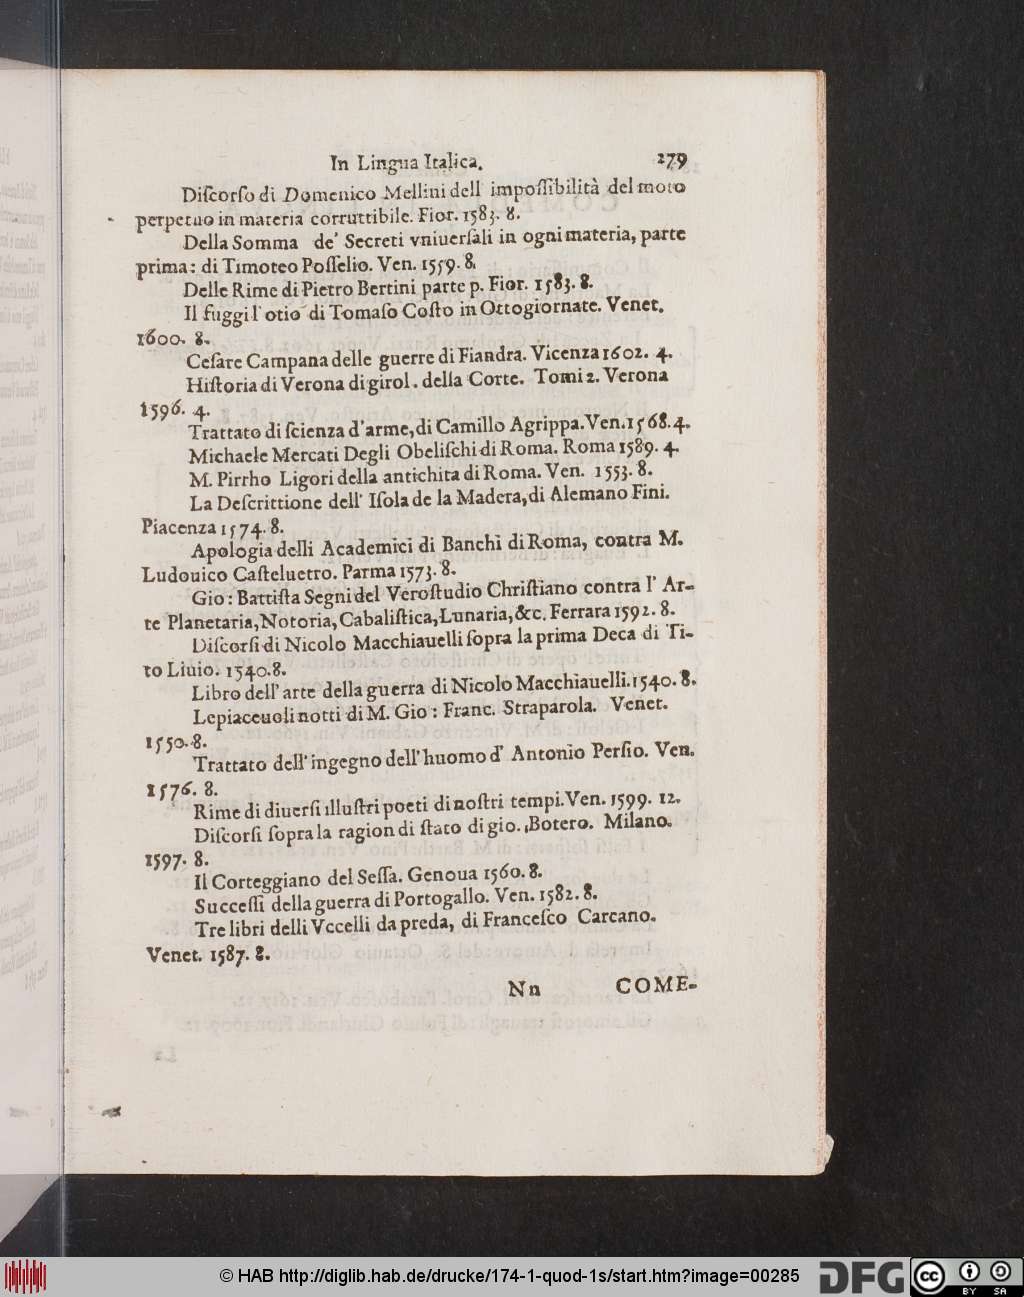 In Lingua Italica. 279
Diſcorſo di Domenico Mellini dell' impoſſibilità del moto
perpetuo in materia corruttibile. Fior. 1583. 8.
Della Somma de' Secreti vniuerſali in ogni materia, parte
prima: di Timoteo Poſſelio. Ven. 1559. 8.
Delle Rime di Pietro Bertini parte p. Fior. 1583. 8.
Il fuggi l' otio di Tomaſo Coſto in Ottogiornate. Venet.
1600. 8.
Ceſare Campana delle guerre di Fiandra. Vicenza 1602. 4.
Hiſtoria di Verona di girol. della Corte. Tomi 2. Verona
1596. 4.
Trattato di ſcienza d'arme, di Camillo Agrippa. Ven. 1568. 4.
Michaele Mercati Degli Obeliſchi di Roma. Roma 1589. 4.
M. Pirrho Ligori della antichita di Roma. Ven. 1553. 8.
La Deſcrittione dell' Iſola de la Madera, di Alemano Fini.
Piacenza 1574. 8.
Apologia delli Academici di Banchi di Roma, contra M.
Ludouico Caſteluetro. Parma 1573. 8.
Gio: Battiſta Segni del Veroſtudio Chriſtiano contra l' Ar-
te Planetaria, Notoria, Cabaliſtica, Lunaria, &c. Ferrara 1592. 8.
Diſcorſi di Nicolo Macchiauelli ſopra la prima Deca di Ti-
to Liuio. 1540. 8.
Libro dell' arte della guerra di Nicolo Macchiauelli. 1540. 8.
Lepiaceuoli notti di M. Gio: Franc. Straparola. Venet.
1550. 8.
Trattato dell' ingegno dell' huomo d' Antonio Perſio. Ven.
1576. 8.
Rime di diuerſi illuſtri poeti di noſtri tempi. Ven. 1599. 12.
Diſcorſi ſopra la ragion di ſtato di gio. Botero. Milano.
1597. 8.
Il Corteggiano del Seſſa. Genoua 1560. 8.
Succeſſi della guerra di Portogallo. Ven. 1582. 8.
Tre libri delli Vccelli da preda, di Franceſco Carcano.
Venet. 1587. 8.
Nn COME-
© HAB http://diglib.hab.de/drucke/174-1-quod-1s/start.htm?image=00285 DFG cc BY SA